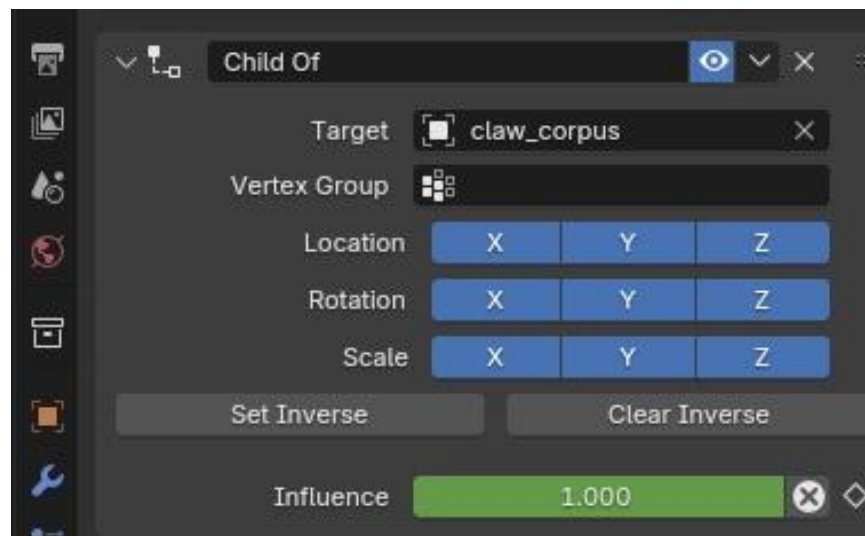 Child Of
Target claw_corpus
Vertex Group
Location X Y Z
Rotation X Y Z
Scale X Y Z
Set Inverse Clear Inverse
Influence 1.000